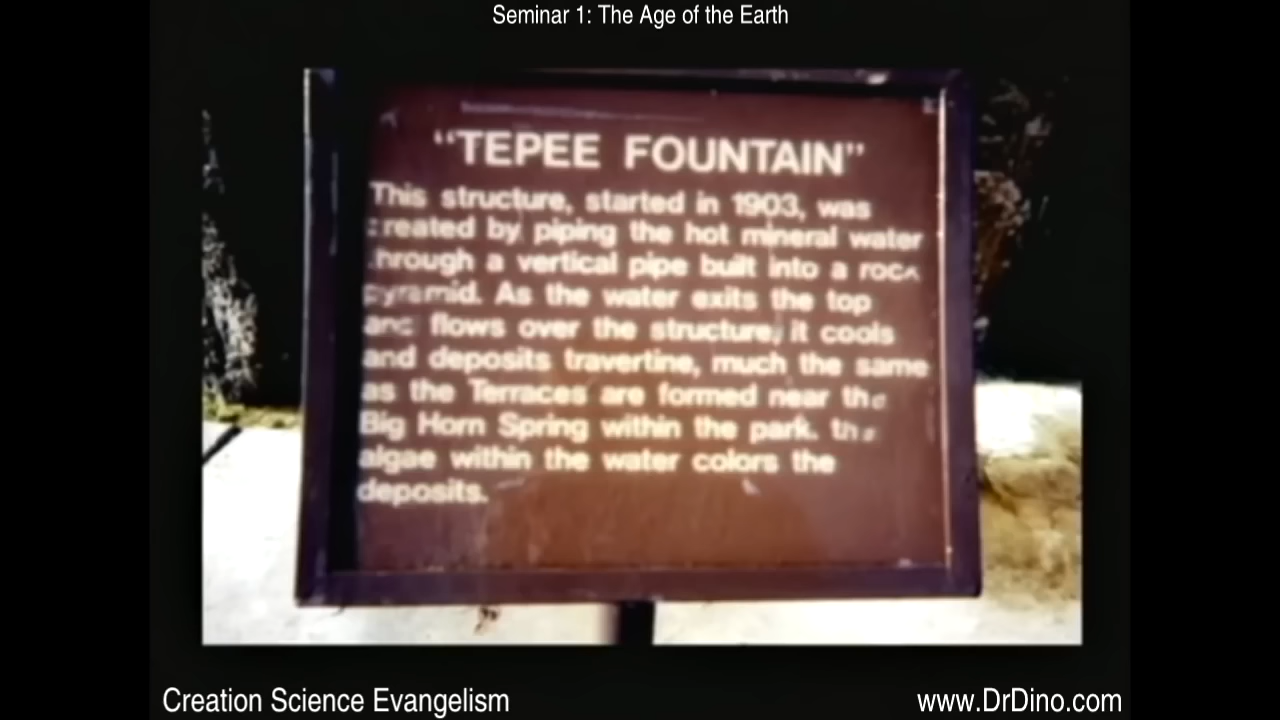 Seminar 1: The Age of the Earth
“TEPEE FOUNTAIN”
This structure, started in 1903, was
created by piping the hot mineral water
through a vertical pipe built into a rock
pyramid. As the water exits the top
and flows over the structure, it cools
and deposits travertine, much the same
as the Terraces are formed near the
Big Horn Spring within the park. the
algae within the water colors the
deposits.
Creation Science Evangelism
www.DrDino.com